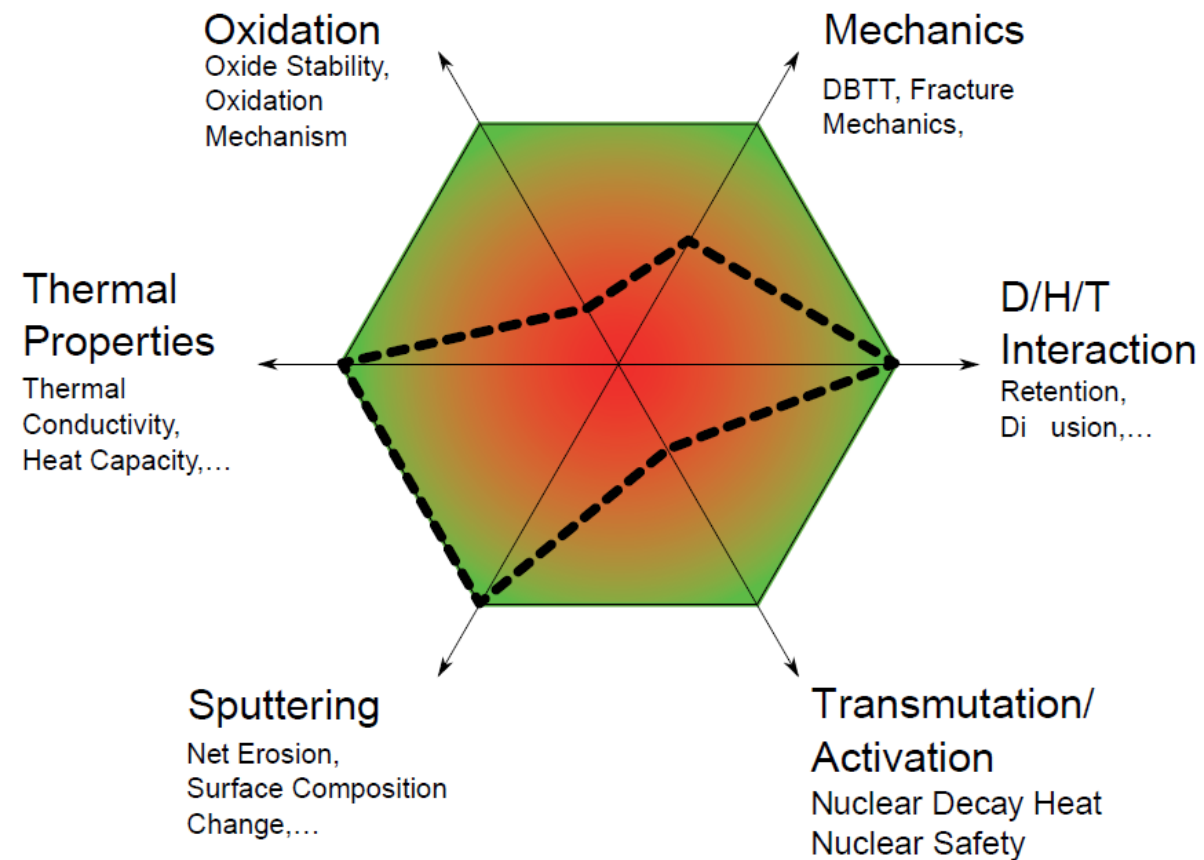 Oxidation
Oxide Stability,
Oxidation
Mechanism
Mechanics
DBTT, Fracture
Mechanics,
Thermal
Properties
Thermal
Conductivity,
Heat Capacity,…
D/H/T
Interaction
Retention,
Di usion,…
Sputtering
Net Erosion,
Surface Composition
Change,…
Transmutation/
Activation
Nuclear Decay Heat
Nuclear Safety